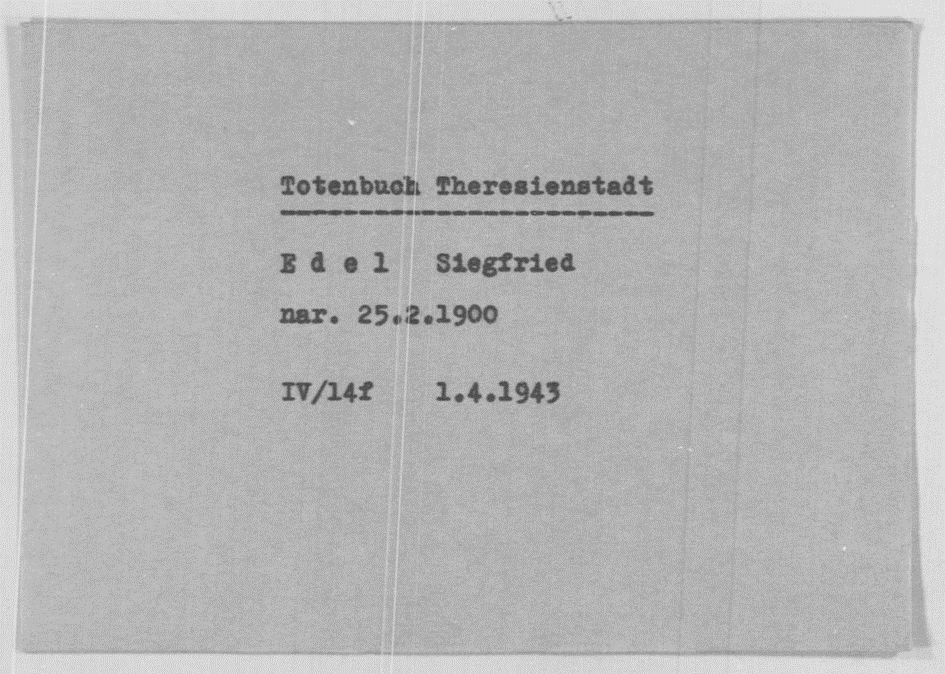 Totenbuch Theresienstadt
E d e l Siegfried
nar. 25.2.1900
IV/14f 1.4.1943